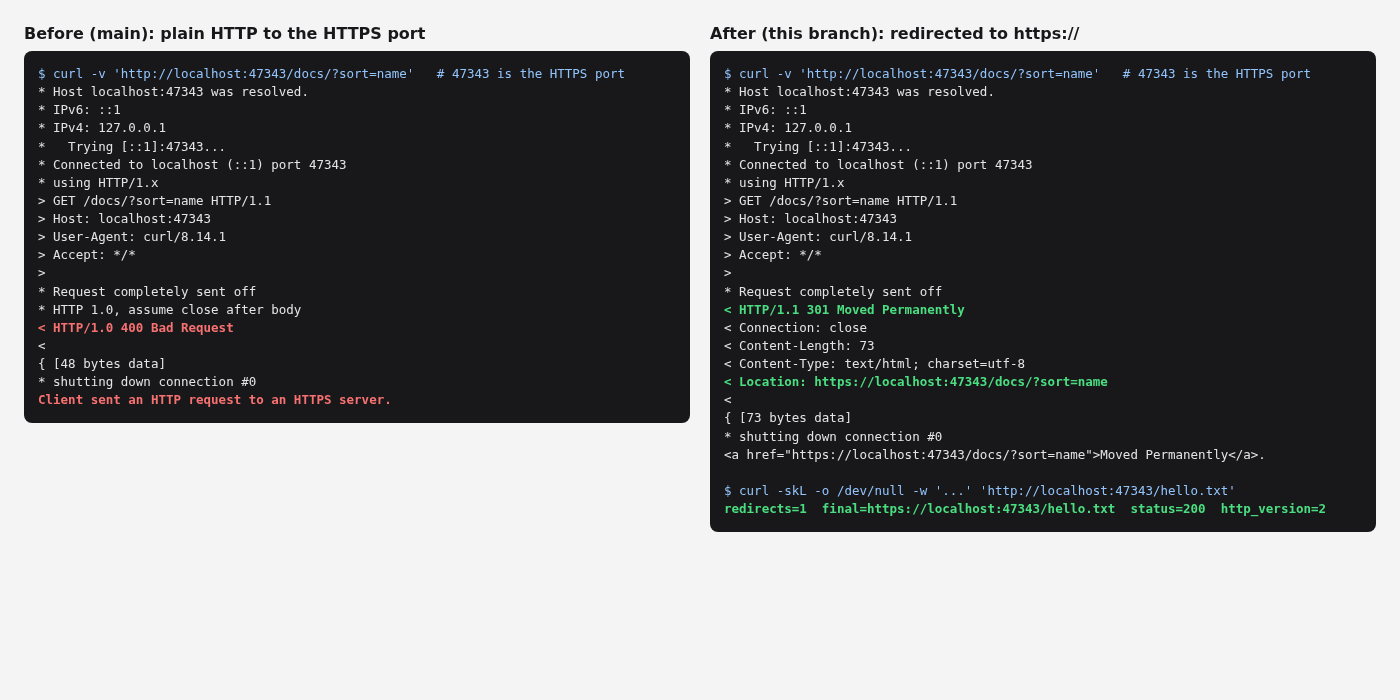 Before (main): plain HTTP to the HTTPS port
$ curl -v 'http://localhost:47343/docs/?sort=name'   # 47343 is the HTTPS port
* Host localhost:47343 was resolved.
* IPv6: ::1
* IPv4: 127.0.0.1
*   Trying [::1]:47343...
* Connected to localhost (::1) port 47343
* using HTTP/1.x
> GET /docs/?sort=name HTTP/1.1
> Host: localhost:47343
> User-Agent: curl/8.14.1
> Accept: */*
>
* Request completely sent off
* HTTP 1.0, assume close after body
< HTTP/1.0 400 Bad Request
<
{ [48 bytes data]
* shutting down connection #0
Client sent an HTTP request to an HTTPS server.
After (this branch): redirected to https://
$ curl -v 'http://localhost:47343/docs/?sort=name'   # 47343 is the HTTPS port
* Host localhost:47343 was resolved.
* IPv6: ::1
* IPv4: 127.0.0.1
*   Trying [::1]:47343...
* Connected to localhost (::1) port 47343
* using HTTP/1.x
> GET /docs/?sort=name HTTP/1.1
> Host: localhost:47343
> User-Agent: curl/8.14.1
> Accept: */*
>
* Request completely sent off
< HTTP/1.1 301 Moved Permanently
< Connection: close
< Content-Length: 73
< Content-Type: text/html; charset=utf-8
< Location: https://localhost:47343/docs/?sort=name
<
{ [73 bytes data]
* shutting down connection #0
<a href="https://localhost:47343/docs/?sort=name">Moved Permanently</a>.
$ curl -skL -o /dev/null -w '...' 'http://localhost:47343/hello.txt'
redirects=1  final=https://localhost:47343/hello.txt  status=200  http_version=2